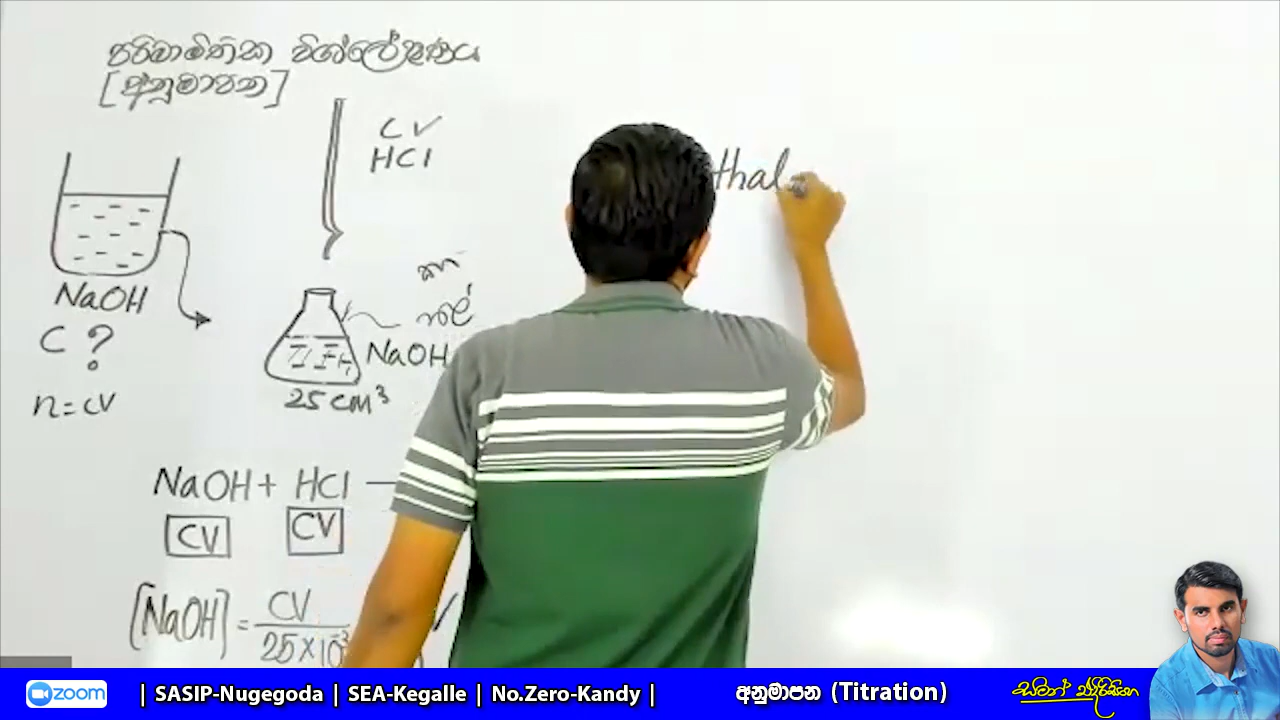 පරිමාමිතික විශ්ලේෂණය
[අනුමාපන]
CV
HCl
NaOH
C ?
n = CV
NaOH
25 cm³
thal
NaOH + HCl —
CV CV
[NaOH] = CV / 25 × 10⁻³
zoom | SASIP-Nugegoda | SEA-Kegalle | No.Zero-Kandy | අනුමාපන (Titration)